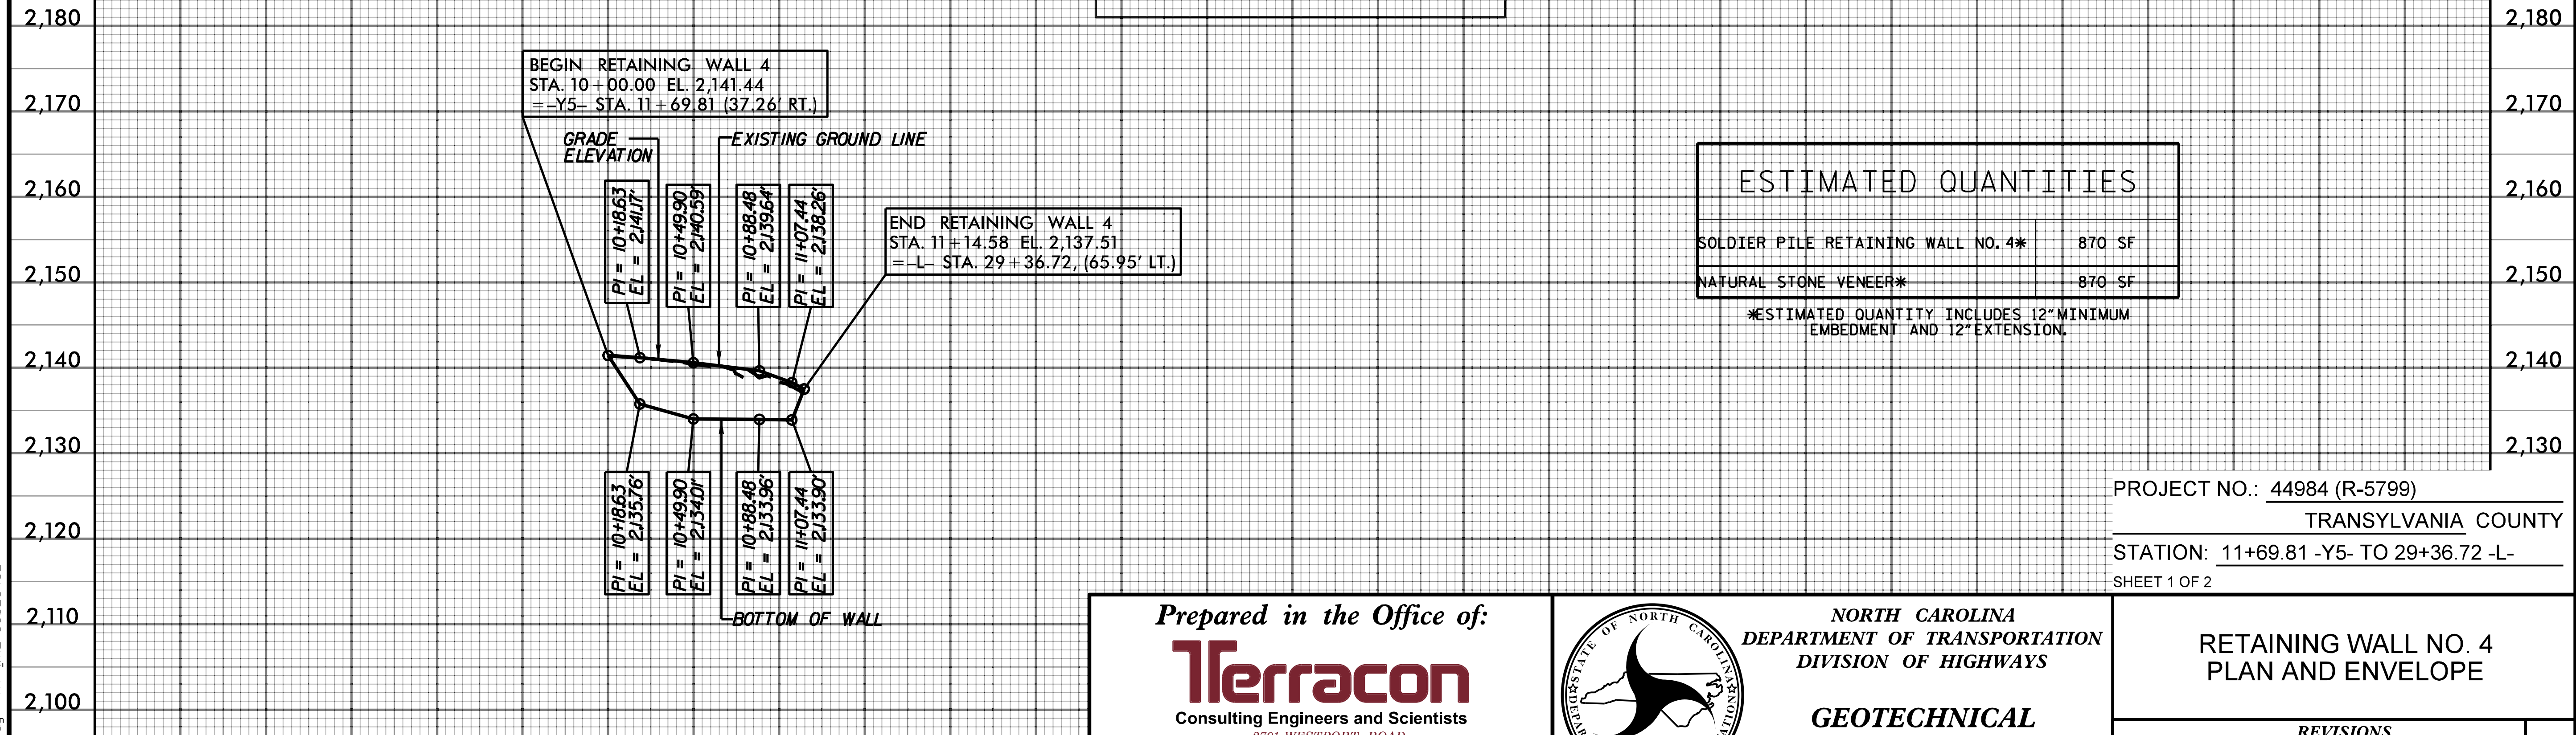 2,180
2,170
2,160
2,150
2,140
2,130
2,120
2,110
2,100
BEGIN RETAINING WALL 4
STA. 10+00.00 EL. 2,141.44
=-Y5- STA. 11+69.81 (37.26' RT.)
GRADE
ELEVATION
EXISTING GROUND LINE
PI = 10+18.63
EL = 2,141.17'
PI = 10+49.90
EL = 2,140.59'
PI = 10+88.48
EL = 2,139.64'
PI = 11+07.44
EL = 2,138.26'
END RETAINING WALL 4
STA. 11+14.58 EL. 2,137.51
=-L- STA. 29+36.72, (65.95' LT.)
PI = 10+18.63
EL = 2,135.76'
PI = 10+49.90
EL = 2,134.01'
PI = 10+88.48
EL = 2,133.96'
PI = 11+07.44
EL = 2,133.90'
BOTTOM OF WALL
ESTIMATED QUANTITIES
SOLDIER PILE RETAINING WALL NO. 4* 870 SF
NATURAL STONE VENEER* 870 SF
*ESTIMATED QUANTITY INCLUDES 12" MINIMUM
EMBEDMENT AND 12" EXTENSION.
2,180
2,170
2,160
2,150
2,140
2,130
PROJECT NO.: 44984 (R-5799)
TRANSYLVANIA COUNTY
STATION: 11+69.81 -Y5- TO 29+36.72 -L-
SHEET 1 OF 2
Prepared in the Office of:
Terracon
Consulting Engineers and Scientists
STATE OF NORTH CAROLINA
NORTH CAROLINA
DEPARTMENT OF TRANSPORTATION
DIVISION OF HIGHWAYS
GEOTECHNICAL
RETAINING WALL NO. 4
PLAN AND ENVELOPE
REVISIONS